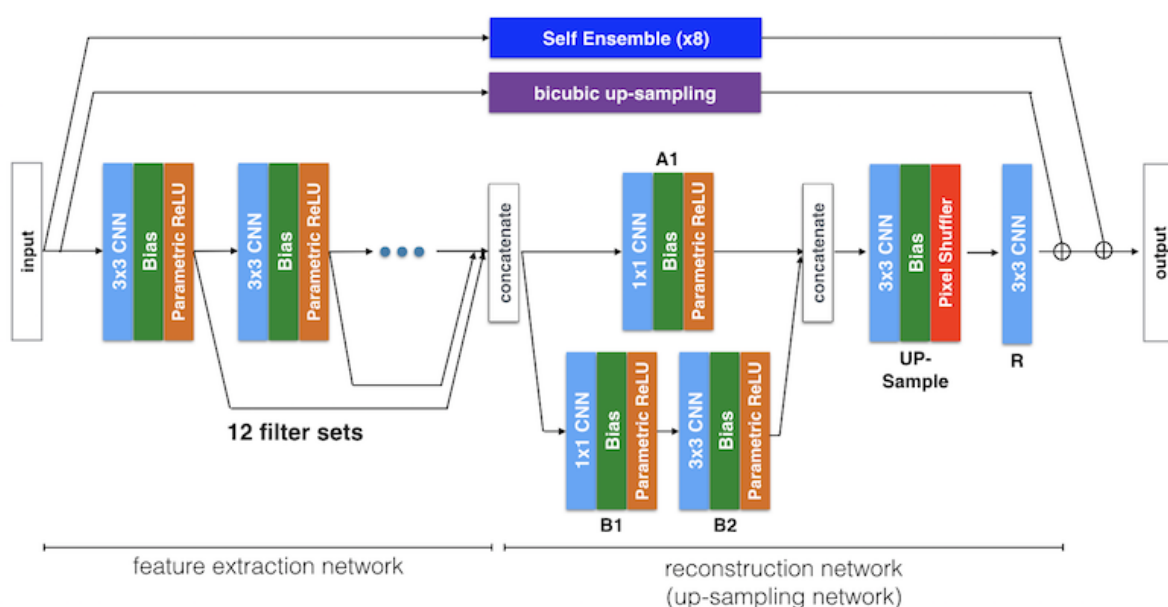 Self Ensemble (x8)
bicubic up-sampling
input
3x3 CNN
Bias
Parametric ReLU
3x3 CNN
Bias
Parametric ReLU
12 filter sets
concatenate
A1
1x1 CNN
Bias
Parametric ReLU
1x1 CNN
Bias
Parametric ReLU
B1
3x3 CNN
Bias
Parametric ReLU
B2
concatenate
3x3 CNN
Bias
Pixel Shuffler
UP-
Sample
3x3 CNN
R
output
feature extraction network
reconstruction network
(up-sampling network)